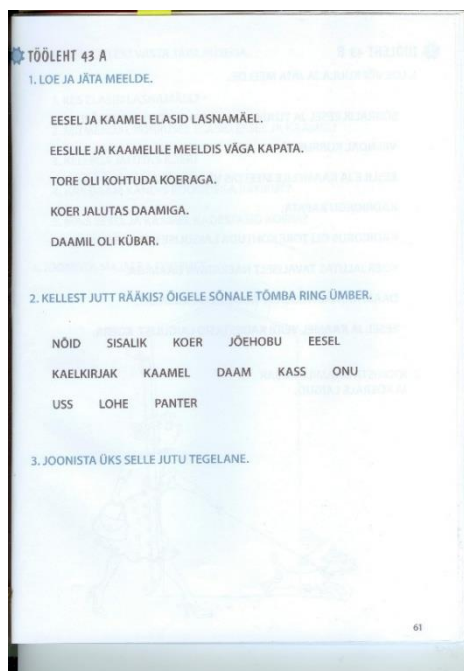 TÖÖLEHT 43 A
1. LOE JA JÄTA MEELDE.
EESEL JA KAAMEL ELASID LASNAMÄEL.
EESLILE JA KAAMELILE MEELDIS VÄGA KAPATA.
TORE OLI KOHTUDA KOERAGA.
KOER JALUTAS DAAMIGA.
DAAMIL OLI KÜBAR.
2. KELLEST JUTT RÄÄKIS? ÕIGELE SÕNALE TÕMBA RING ÜMBER.
NÕID SISALIK KOER JÕEHOBU EESEL
KAELKIRJAK KAAMEL DAAM KASS ONU
USS LOHE PANTER
3. JOONISTA ÜKS SELLE JUTU TEGELANE.
61